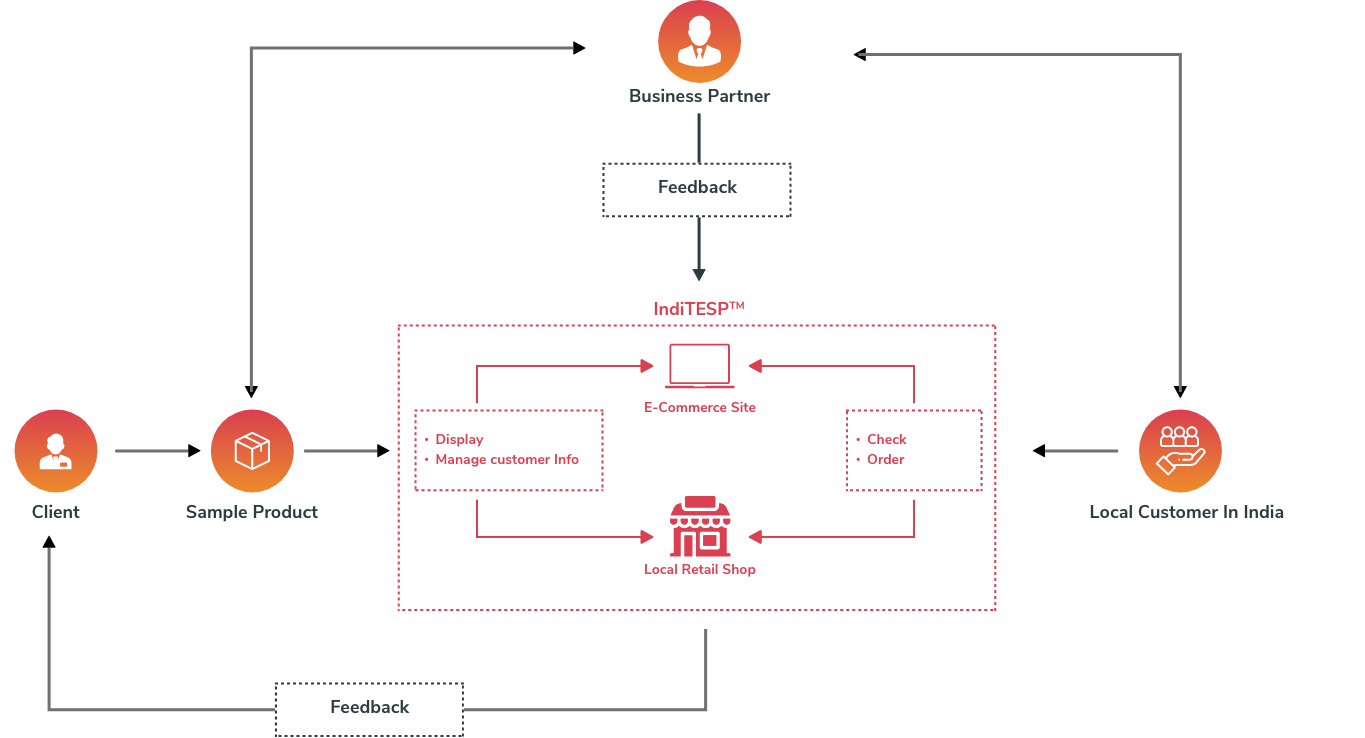 Business Partner
Feedback
IndiTESP™
E-Commerce Site
• Display
• Manage customer Info
• Check
• Order
Client
Sample Product
Local Customer In India
Local Retail Shop
Feedback